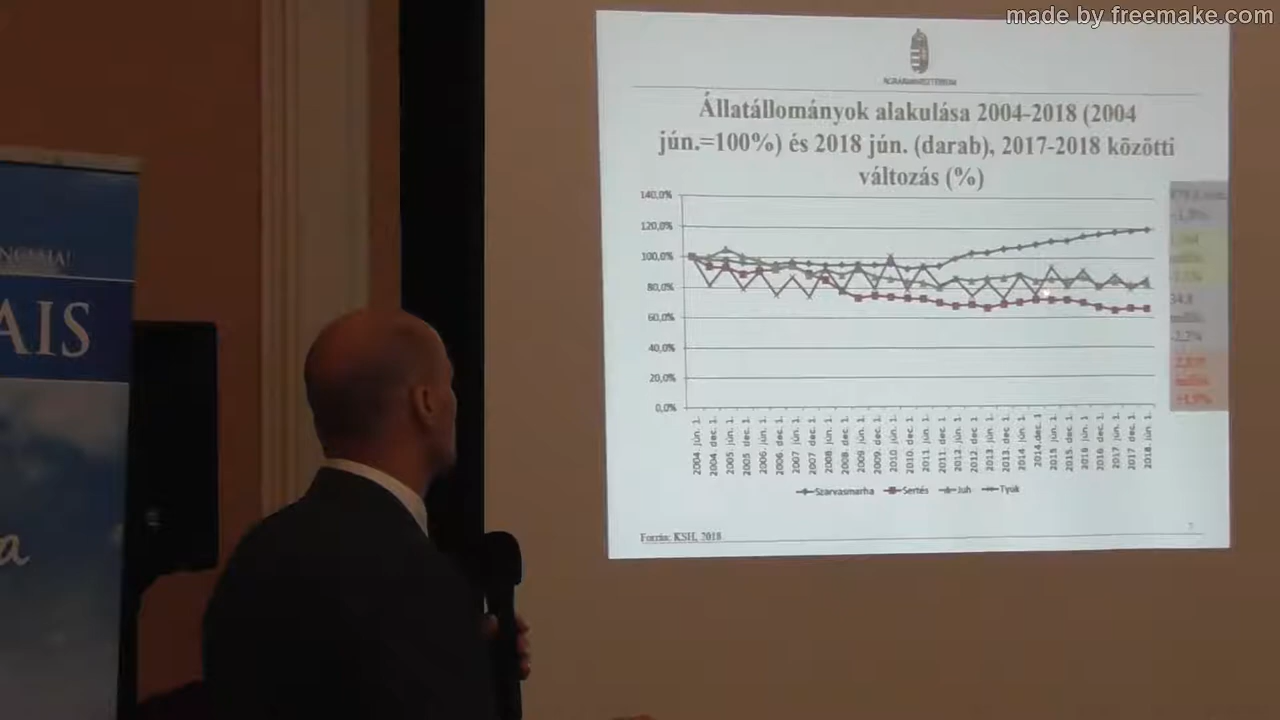 made by freemake.com
AGRÁRMINISZTÉRIUM
Állatállományok alakulása 2004-2018 (2004
jún.=100%) és 2018 jún. (darab), 2017-2018 közötti
változás (%)
140,0%
120,0%
100,0%
80,0%
60,0%
40,0%
20,0%
0,0%
2004. jún. 1.
2004. dec. 1.
2005. jún. 1.
2005. dec. 1.
2006. jún. 1.
2006. dec. 1.
2007. jún. 1.
2007. dec. 1.
2008. jún. 1.
2008. dec. 1.
2009. jún. 1.
2009. dec. 1.
2010. jún. 1.
2010. dec. 1.
2011. jún. 1.
2011. dec. 1.
2012. jún. 1.
2012. dec. 1.
2013. jún. 1.
2013. dec. 1.
2014. jún. 1.
2014. dec. 1
2015. jún. 1.
2015. dec. 1.
2016. jún. 1.
2016. dec. 1.
2017. jún. 1.
2017. dec. 1.
2018. jún. 1.
Szarvasmarha
Sertés
Juh
Tyúk
Forrás: KSH, 2018
7
AIS
a